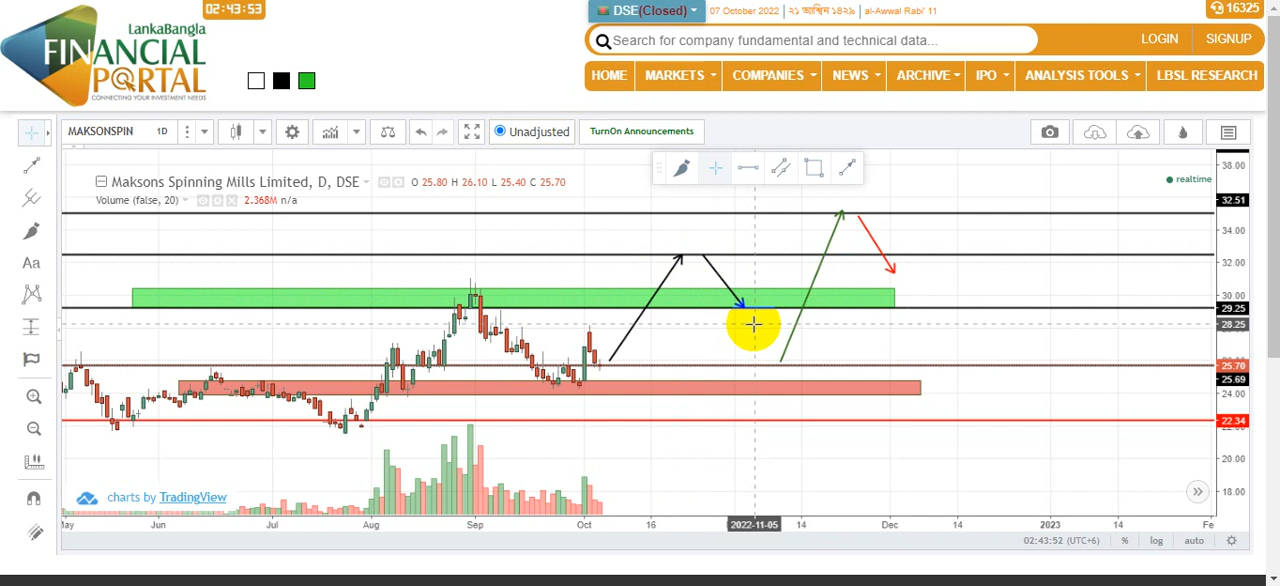 02:43:53
LankaBangla
FINANCIAL
PORTAL
CONNECTING YOUR INVESTMENT NEEDS
DSE(Closed)
07 October 2022 | ২১ আশ্বিন ১৪২৯ | al-Awwal Rabi' 11
16325
Search for company fundamental and technical data...
LOGIN SIGNUP
HOME MARKETS COMPANIES NEWS ARCHIVE IPO ANALYSIS TOOLS LBSL RESEARCH
MAKSONSPIN 1D
Unadjusted
TurnOn Announcements
Maksons Spinning Mills Limited, D, DSE
O 25.80 H 26.10 L 25.40 C 25.70
Volume (false, 20)
2.368M n/a
realtime
Aa
38.00
32.51
34.00
32.00
30.00
29.25
28.25
25.70
25.69
24.00
22.34
20.00
18.00
charts by TradingView
May Jun Jul Aug Sep Oct 16 2022-11-05 14 Dec 14 2023 14 Fe
02:43:52 (UTC+6) % log auto